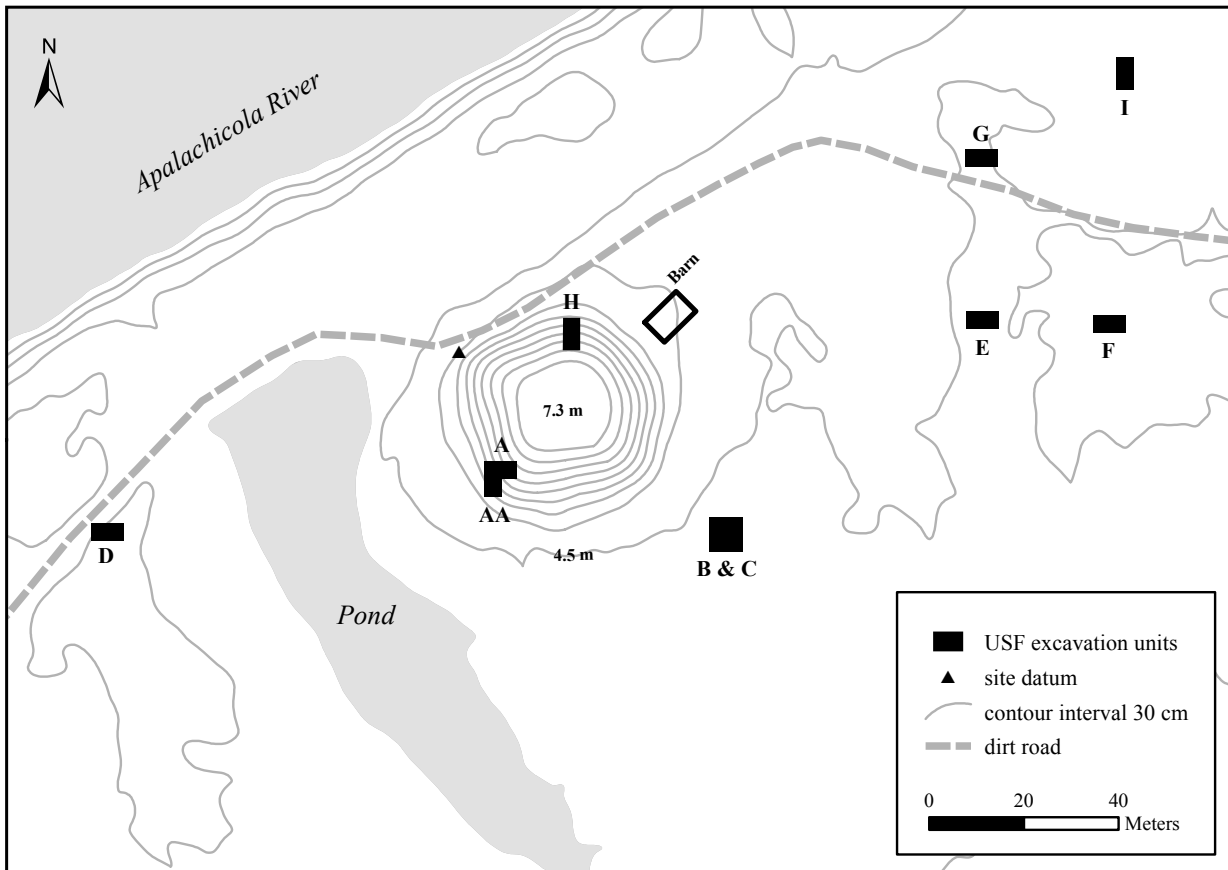 N
Apalachicola River
I
G
Barn
H
E
F
7.3 m
A
AA
4.5 m
B & C
D
Pond
USF excavation units
site datum
contour interval 30 cm
dirt road
0 20 40
Meters